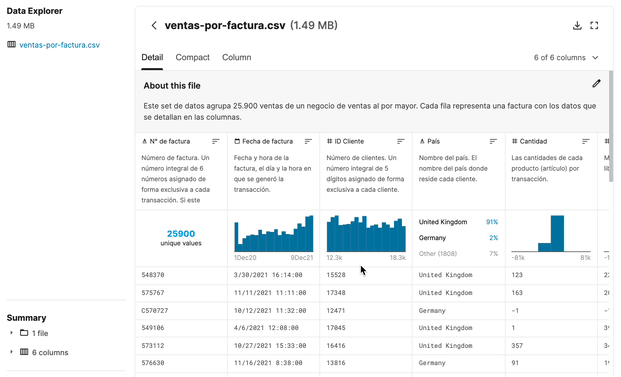 Data Explorer
1.49 MB
ventas-por-factura.csv
Summary
1 file
6 columns
ventas-por-factura.csv (1.49 MB)
Detail Compact Column
6 of 6 columns
About this file
Este set de datos agrupa 25.900 ventas de un negocio de ventas al por mayor. Cada fila representa una factura con los datos que
se detallan en las columnas.
N° de factura Fecha de factura ID Cliente País Cantidad
Número de factura. Un
número integral de 6
números asignado de
forma exclusiva a cada
transacción. Si este
Fecha y hora de la
factura, el día y la hora en
que se generó la
transacción.
Número de clientes. Un
número integral de 5
dígitos asignado de forma
exclusiva a cada cliente.
Nombre del país. El
nombre del país donde
reside cada cliente.
Las cantidades de cada
producto (artículo) por
transacción.
25900
unique values
1Dec20 9Dec21
12.3k 18.3k
United Kingdom 91%
Germany 2%
Other (1808) 7%
-81k 81k
548370 3/30/2021 16:14:00 15528 United Kingdom 123
575767 11/11/2021 11:11:00 17348 United Kingdom 163
C570727 10/12/2021 11:32:00 12471 Germany -1
549106 4/6/2021 12:08:00 17045 United Kingdom 1
573112 10/27/2021 15:33:00 16416 United Kingdom 357
576630 11/16/2021 8:38:00 13816 Germany 91